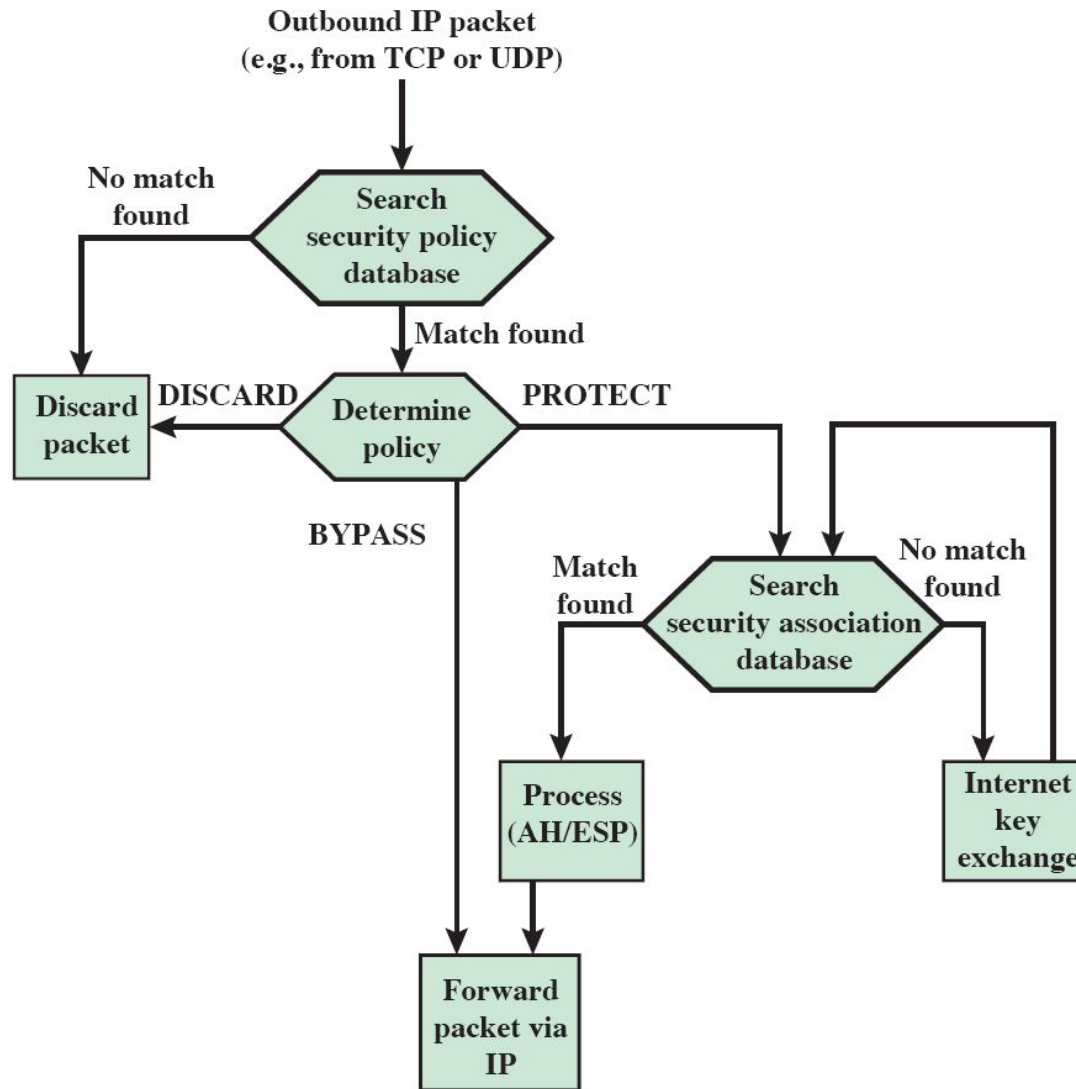 Outbound IP packet
(e.g., from TCP or UDP)
No match
found
Search
security policy
database
Match found
Discard
packet
DISCARD
Determine
policy
PROTECT
BYPASS
Match
found
Search
security association
database
No match
found
Process
(AH/ESP)
Internet
key
exchange
Forward
packet via
IP